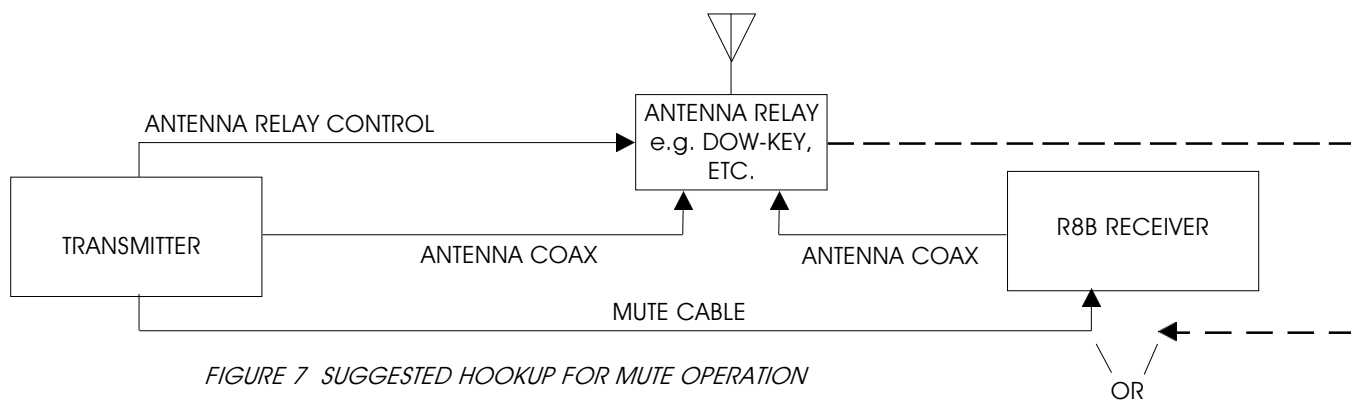 ANTENNA RELAY CONTROL
ANTENNA RELAY
e.g. DOW-KEY,
ETC.
TRANSMITTER
R8B RECEIVER
ANTENNA COAX
ANTENNA COAX
MUTE CABLE
FIGURE 7 SUGGESTED HOOKUP FOR MUTE OPERATION
OR